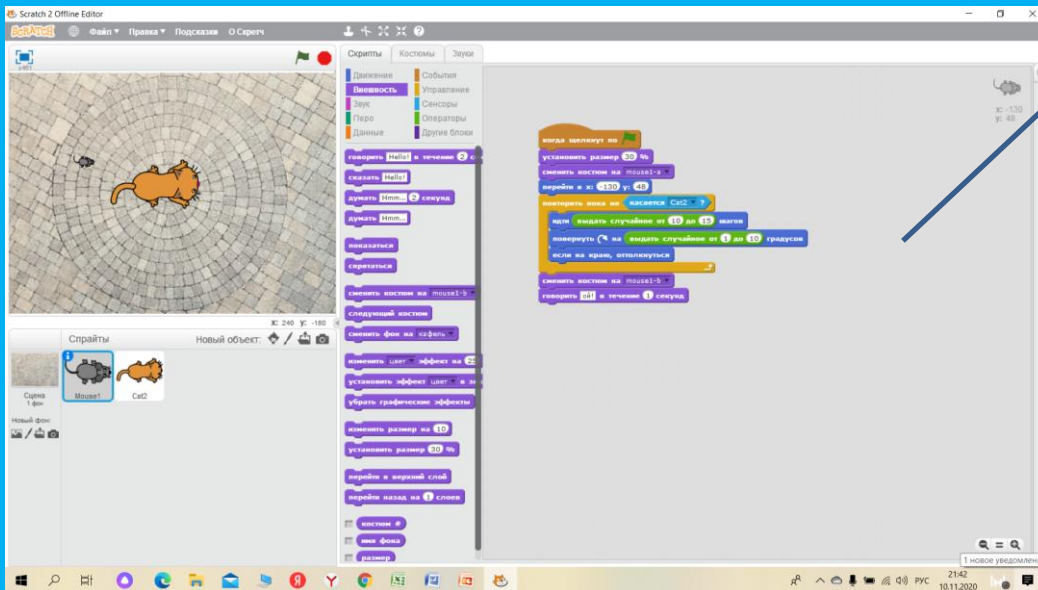 Scratch 2 Offline Editor
SCRATCH Файл Правка Подсказки О Скретч
v461
Скрипты Костюмы Звуки
Движение События
Внешность Управление
Звук Сенсоры
Перо Операторы
Данные Другие блоки
говорить Hello! в течение 2 с
сказать Hello!
думать Hmm... 2 секунд
думать Hmm...
показаться
спрятаться
сменить костюм на mouse1-b
следующий костюм
сменить фон на кафель
изменить цвет эффект на 25
установить эффект цвет в зн
убрать графические эффекты
изменить размер на 10
установить размер 30 %
перейти в верхний слой
перейти назад на 1 слоев
костюм #
имя фона
размер
x: -130
y: 48
когда щелкнут по
установить размер 30 %
сменить костюм на mouse1-a
перейти в x: -130 y: 48
повторять пока не касается Cat2 ?
идти выдать случайное от 10 до 15 шагов
повернуть на выдать случайное от 1 до 10 градусов
если на краю, оттолкнуться
сменить костюм на mouse1-b
говорить ой! в течение 1 секунд
x: 240 y: -180
Спрайты Новый объект:
Сцена
1 фон
Новый фон:
Mouse1 Cat2
1 новое уведомлен
РУС 21:42
10.11.2020